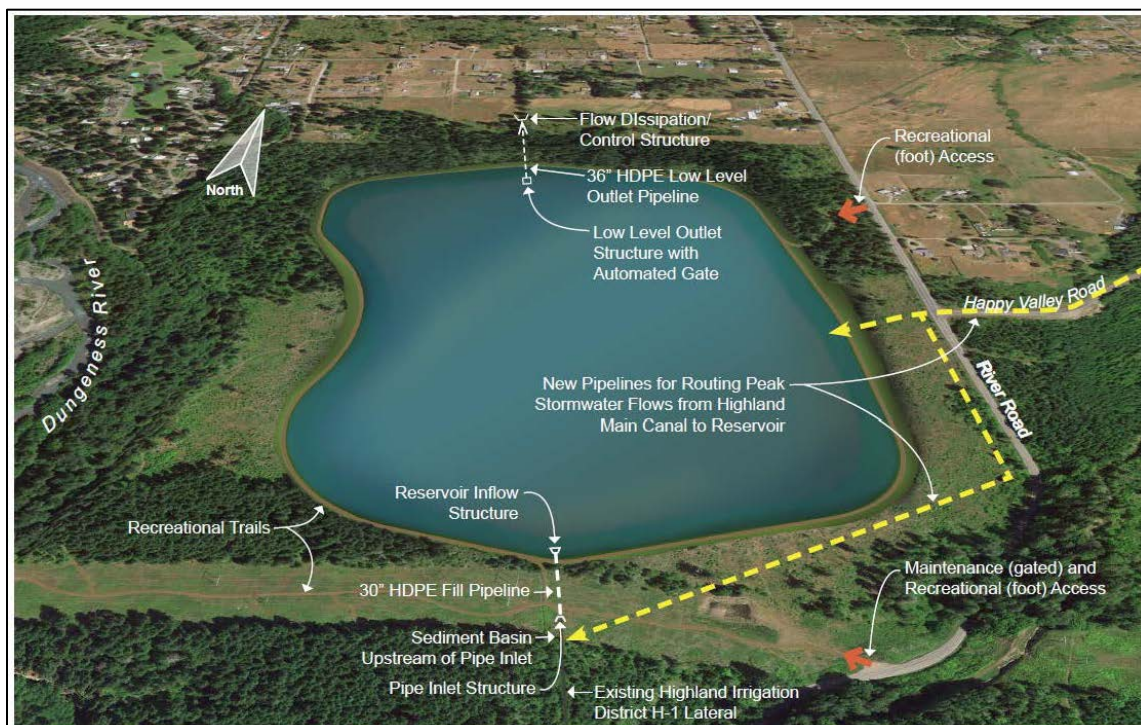 Flow DIssipation/
Control Structure
Recreational
(foot) Access
North
36" HDPE Low Level
Outlet Pipeline
Low Level Outlet
Structure with
Automated Gate
Dungeness River
Happy Valley Road
New Pipelines for Routing Peak
Stormwater Flows from Highland
Main Canal to Reservoir
River Road
Reservoir Inflow
Structure
Recreational Trails
30" HDPE Fill Pipeline
Maintenance (gated) and
Recreational (foot) Access
Sediment Basin
Upstream of Pipe Inlet
Pipe Inlet Structure
Existing Highland Irrigation
District H-1 Lateral